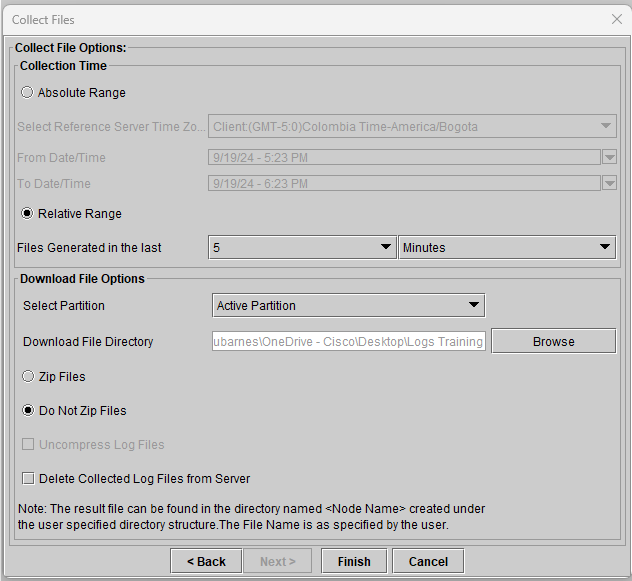 Collect Files
Collect File Options:
Collection Time
Absolute Range
Select Reference Server Time Zo... Client:(GMT-5:0)Colombia Time-America/Bogota
From Date/Time 9/19/24 - 5:23 PM
To Date/Time 9/19/24 - 6:23 PM
Relative Range
Files Generated in the last 5 Minutes
Download File Options
Select Partition Active Partition
Download File Directory ubarnes\OneDrive - Cisco\Desktop\Logs Training Browse
Zip Files
Do Not Zip Files
Uncompress Log Files
Delete Collected Log Files from Server
Note: The result file can be found in the directory named <Node Name> created under
the user specified directory structure.The File Name is as specified by the user.
< Back Next > Finish Cancel